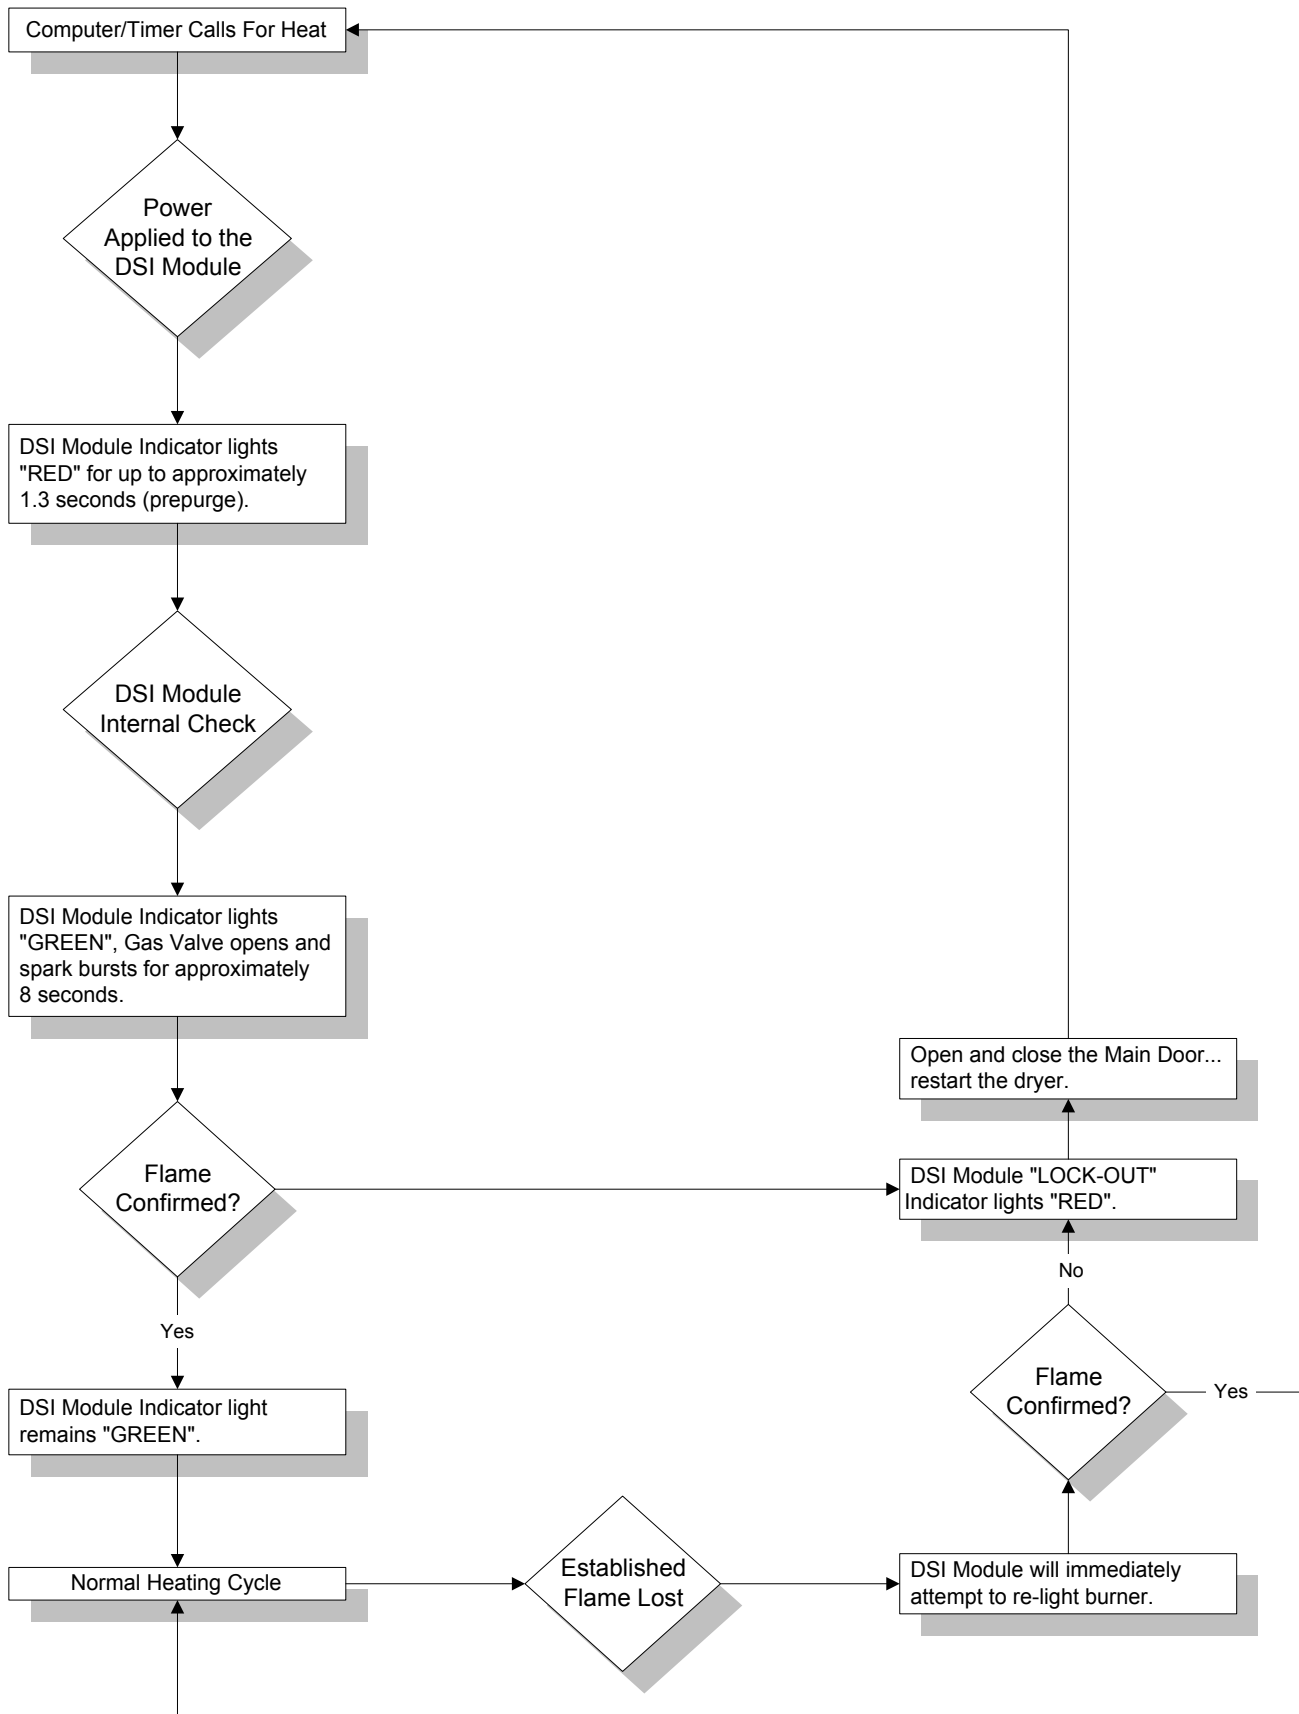 Computer/Timer Calls For Heat
Power
Applied to the
DSI Module
DSI Module Indicator lights
"RED" for up to approximately
1.3 seconds (prepurge).
DSI Module
Internal Check
DSI Module Indicator lights
"GREEN", Gas Valve opens and
spark bursts for approximately
8 seconds.
Flame
Confirmed?
Yes
DSI Module Indicator light
remains "GREEN".
Normal Heating Cycle
Established
Flame Lost
DSI Module will immediately
attempt to re-light burner.
Flame
Confirmed?
Yes
No
DSI Module "LOCK-OUT"
Indicator lights "RED".
Open and close the Main Door...
restart the dryer.